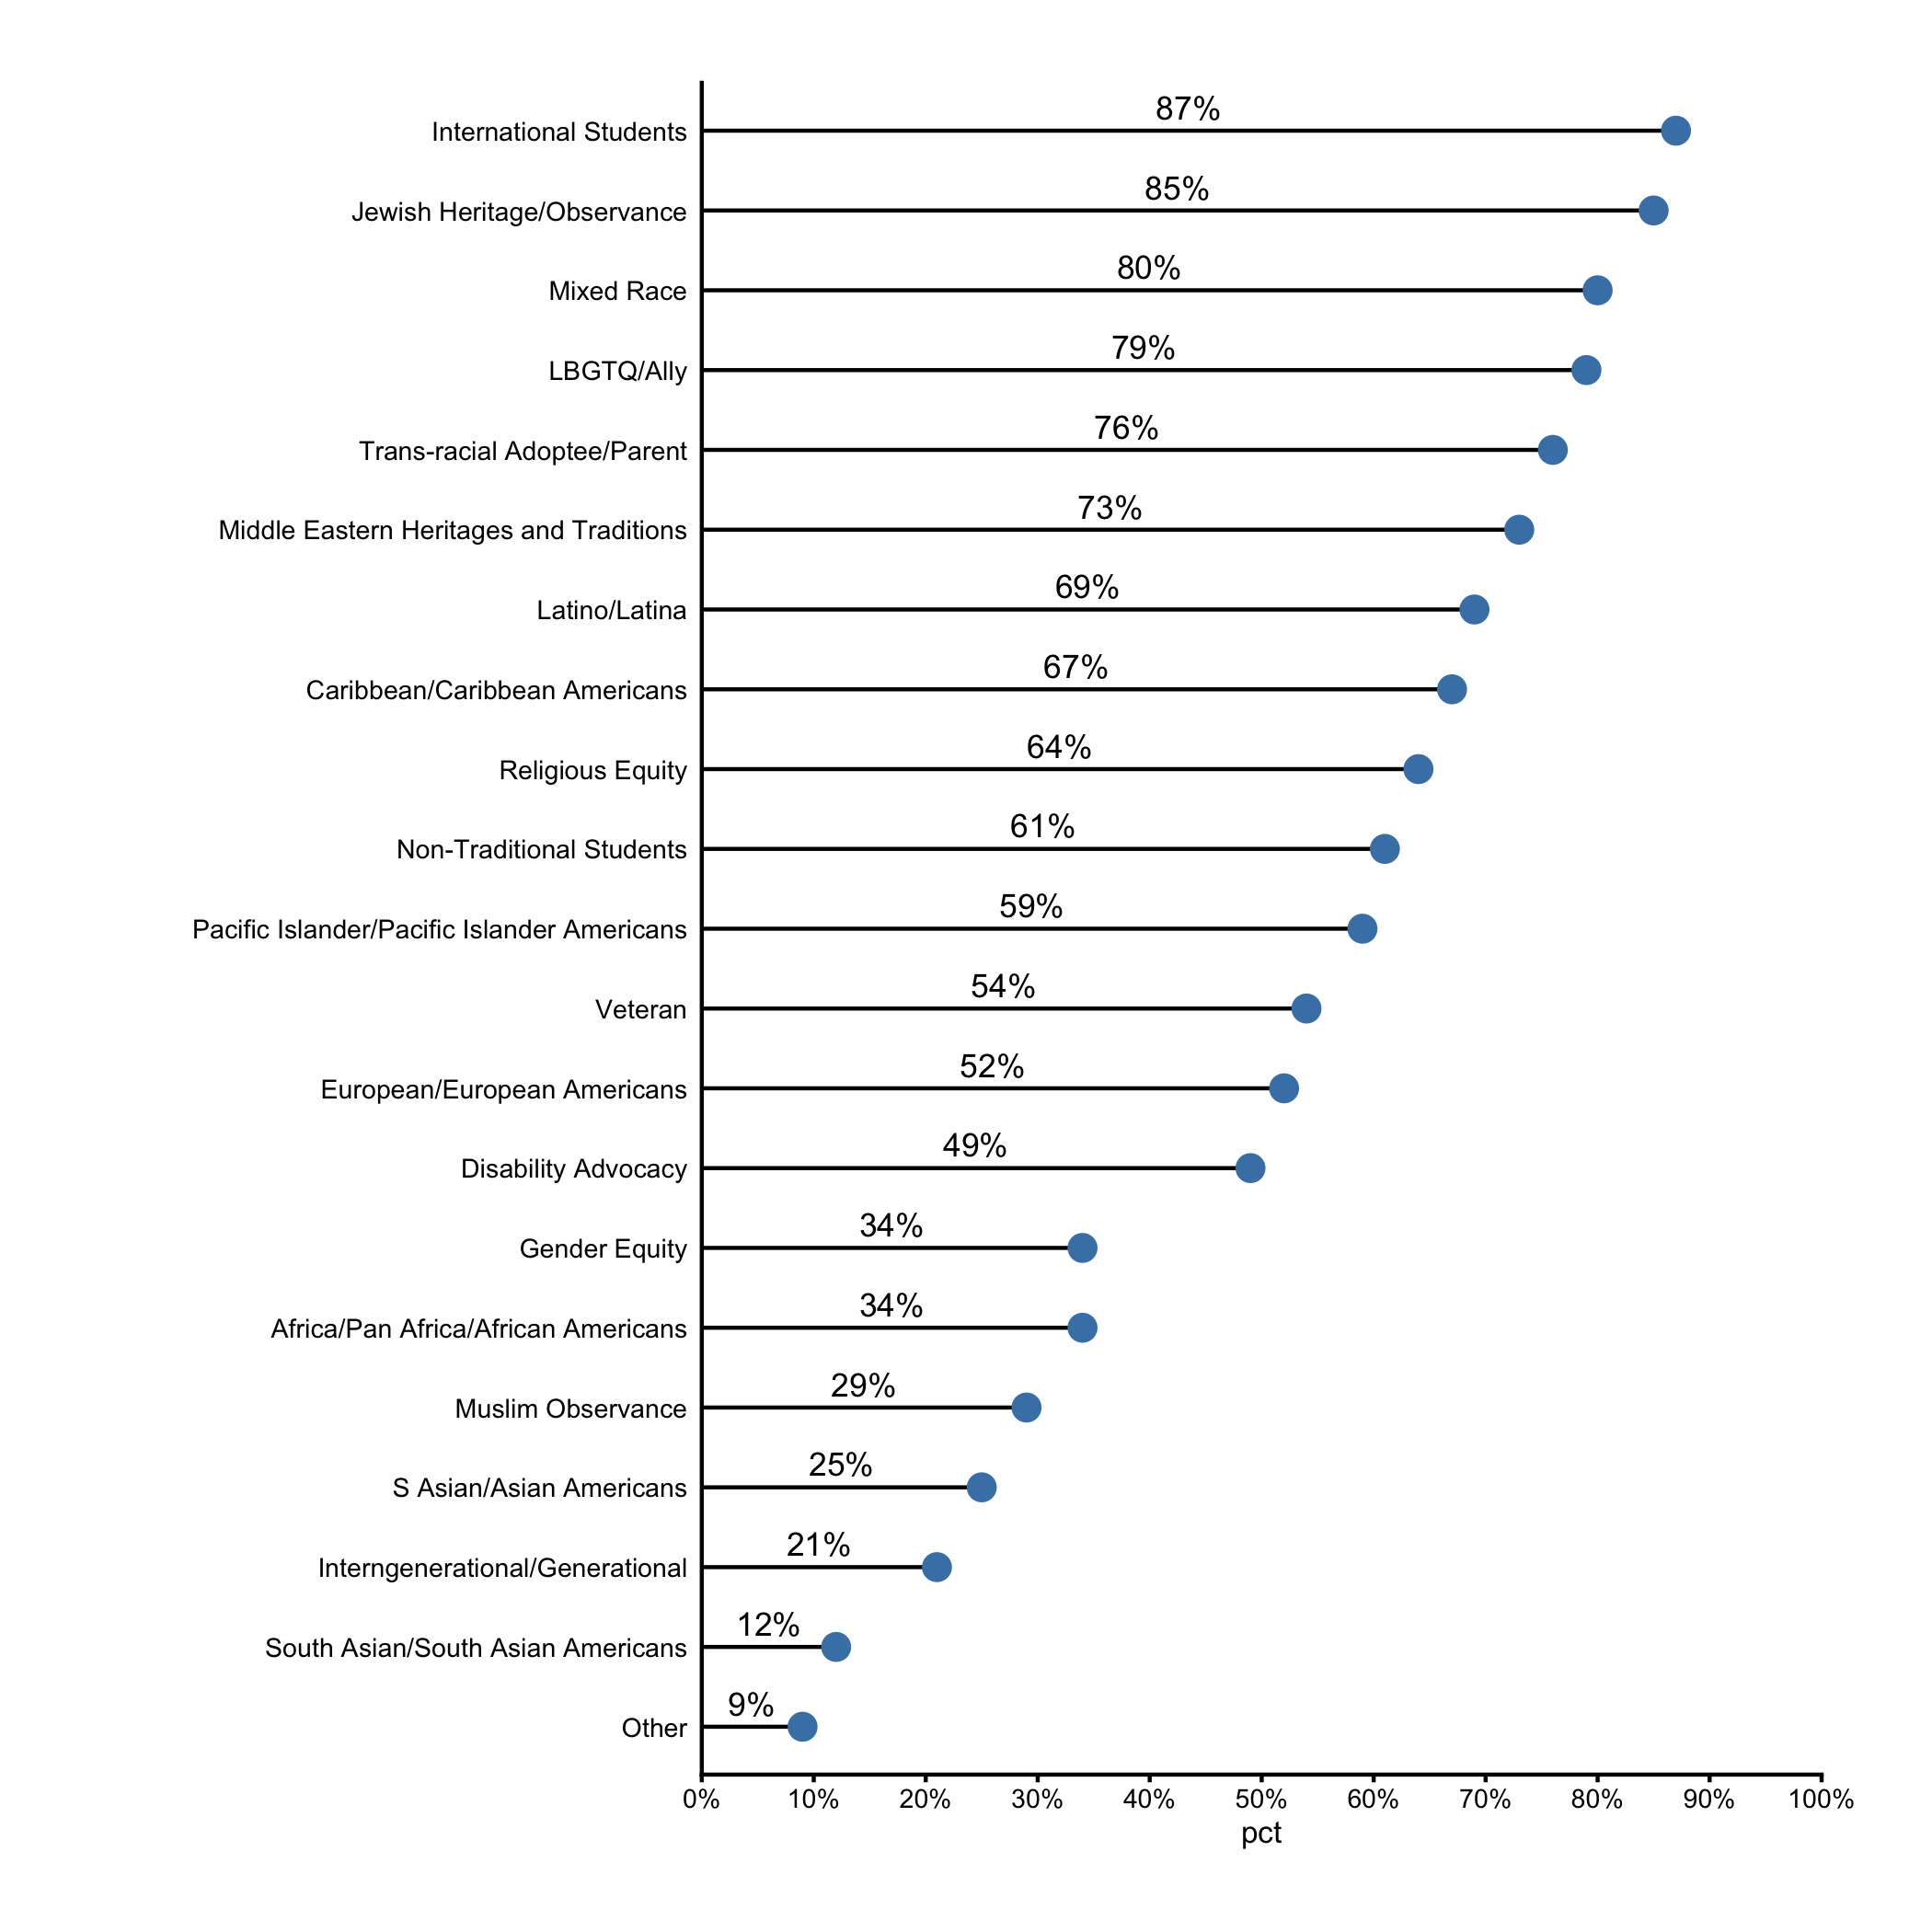 87%
International Students
85%
Jewish Heritage/Observance
80%
Mixed Race
79%
LBGTQ/Ally
76%
Trans-racial Adoptee/Parent
73%
Middle Eastern Heritages and Traditions
69%
Latino/Latina
67%
Caribbean/Caribbean Americans
64%
Religious Equity
61%
Non-Traditional Students
59%
Pacific Islander/Pacific Islander Americans
54%
Veteran
52%
European/European Americans
49%
Disability Advocacy
34%
Gender Equity
34%
Africa/Pan Africa/African Americans
29%
Muslim Observance
25%
S Asian/Asian Americans
21%
Interngenerational/Generational
12%
South Asian/South Asian Americans
9%
Other
0% 10% 20% 30% 40% 50% 60% 70% 80% 90% 100%
pct